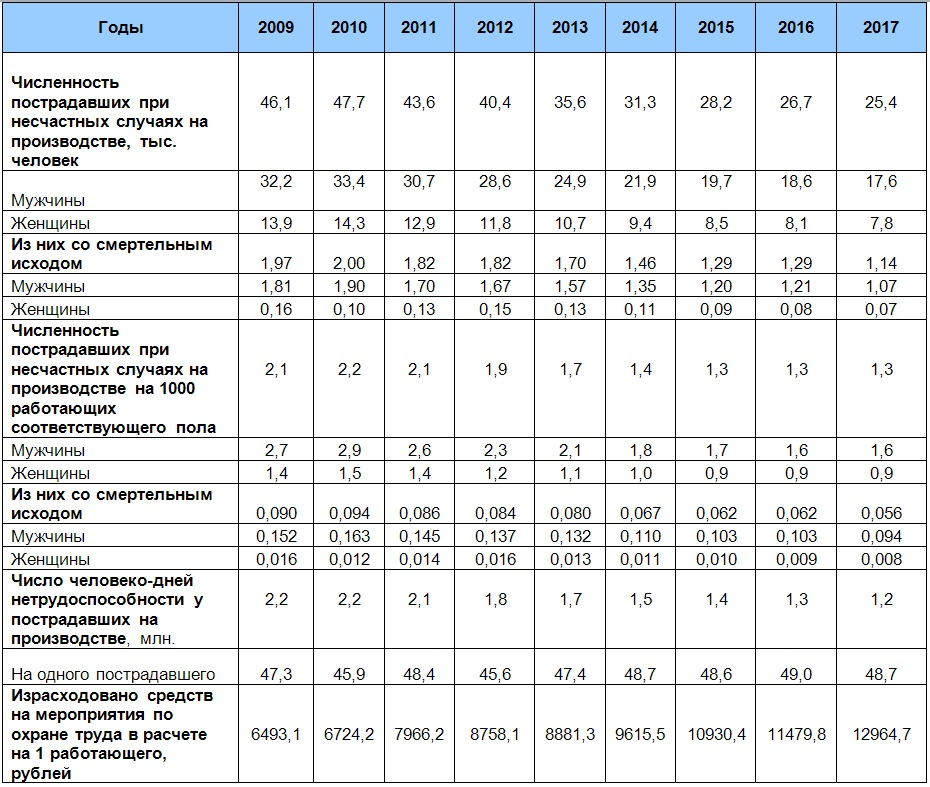 Годы 2009 2010 2011 2012 2013 2014 2015 2016 2017
Численность
пострадавших при
несчастных случаях на
производстве, тыс.
человек
46,1 47,7 43,6 40,4 35,6 31,3 28,2 26,7 25,4
Мужчины 32,2 33,4 30,7 28,6 24,9 21,9 19,7 18,6 17,6
Женщины 13,9 14,3 12,9 11,8 10,7 9,4 8,5 8,1 7,8
Из них со смертельным
исходом 1,97 2,00 1,82 1,82 1,70 1,46 1,29 1,29 1,14
Мужчины 1,81 1,90 1,70 1,67 1,57 1,35 1,20 1,21 1,07
Женщины 0,16 0,10 0,13 0,15 0,13 0,11 0,09 0,08 0,07
Численность
пострадавших при
несчастных случаях на
производстве на 1000
работающих
соответствующего пола
2,1 2,2 2,1 1,9 1,7 1,4 1,3 1,3 1,3
Мужчины 2,7 2,9 2,6 2,3 2,1 1,8 1,7 1,6 1,6
Женщины 1,4 1,5 1,4 1,2 1,1 1,0 0,9 0,9 0,9
Из них со смертельным
исходом 0,090 0,094 0,086 0,084 0,080 0,067 0,062 0,062 0,056
Мужчины 0,152 0,163 0,145 0,137 0,132 0,110 0,103 0,103 0,094
Женщины 0,016 0,012 0,014 0,016 0,013 0,011 0,010 0,009 0,008
Число человеко-дней
нетрудоспособности у
пострадавших на
производстве, млн.
2,2 2,2 2,1 1,8 1,7 1,5 1,4 1,3 1,2
На одного пострадавшего 47,3 45,9 48,4 45,6 47,4 48,7 48,6 49,0 48,7
Израсходовано средств
на мероприятия по
охране труда в расчете
на 1 работающего,
рублей
6493,1 6724,2 7966,2 8758,1 8881,3 9615,5 10930,4 11479,8 12964,7